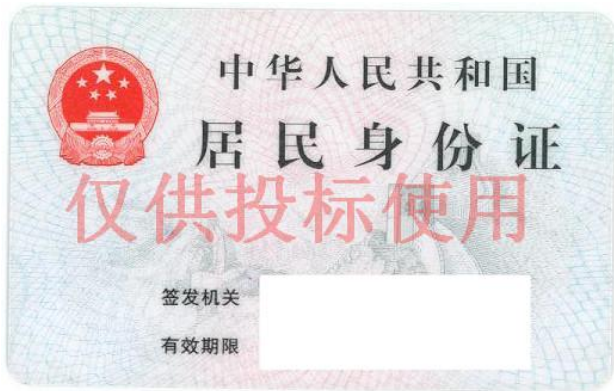 中华人民共和国
居民身份证
仅供投标使用
签发机关
有效期限